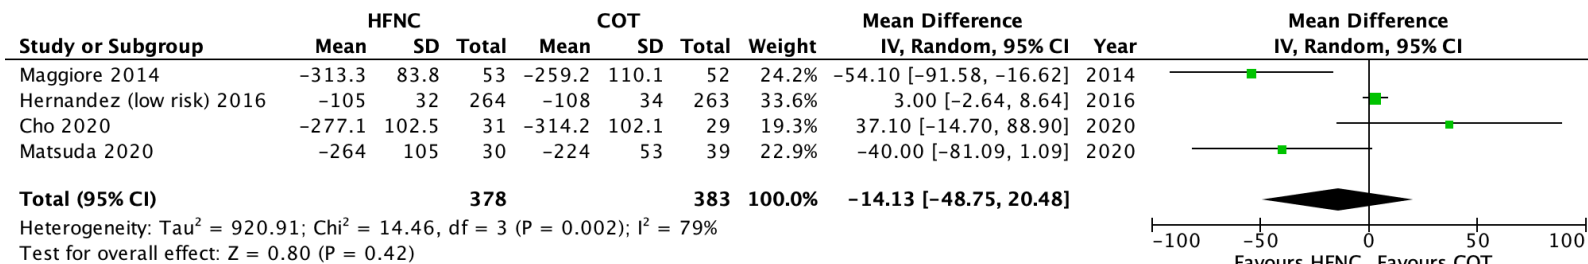 HFNC COT Mean Difference Mean Difference
Study or Subgroup Mean SD Total Mean SD Total Weight IV, Random, 95% CI Year IV, Random, 95% CI
Maggiore 2014 -313.3 83.8 53 -259.2 110.1 52 24.2% -54.10 [-91.58, -16.62] 2014
Hernandez (low risk) 2016 -105 32 264 -108 34 263 33.6% 3.00 [-2.64, 8.64] 2016
Cho 2020 -277.1 102.5 31 -314.2 102.1 29 19.3% 37.10 [-14.70, 88.90] 2020
Matsuda 2020 -264 105 30 -224 53 39 22.9% -40.00 [-81.09, 1.09] 2020
Total (95% CI) 378 383 100.0% -14.13 [-48.75, 20.48]
Heterogeneity: Tau² = 920.91; Chi² = 14.46, df = 3 (P = 0.002); I² = 79%
Test for overall effect: Z = 0.80 (P = 0.42)
-100 -50 0 50 100
Favours HFNC Favours COT